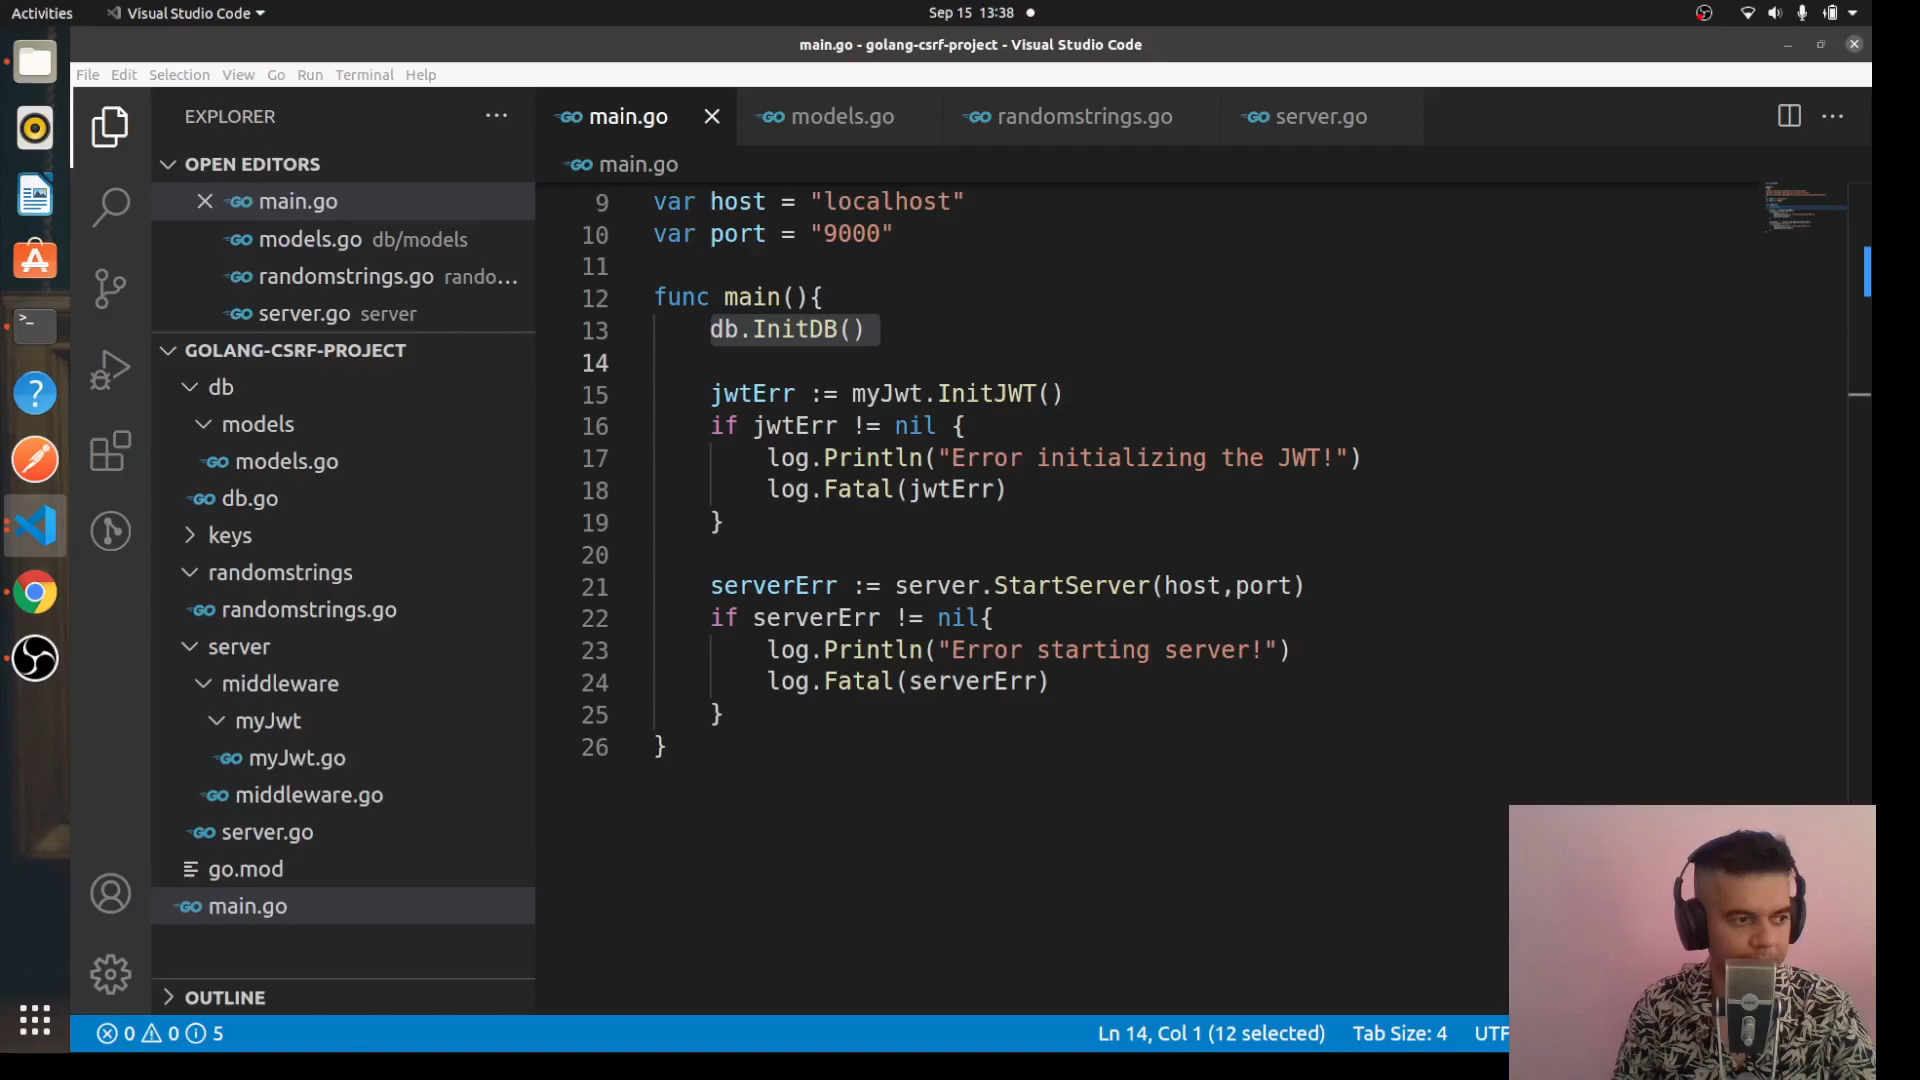 Activities
Visual Studio Code
Sep 15 13:38
main.go - golang-csrf-project - Visual Studio Code
File Edit Selection View Go Run Terminal Help
EXPLORER
main.go
models.go
randomstrings.go
server.go
OPEN EDITORS
main.go
main.go
models.go db/models
randomstrings.go rando...
server.go server
GOLANG-CSRF-PROJECT
db
models
models.go
db.go
keys
randomstrings
randomstrings.go
server
middleware
myJwt
myJwt.go
middleware.go
server.go
go.mod
main.go
OUTLINE
9 var host = "localhost"
10 var port = "9000"
11
12 func main(){
13 db.InitDB()
14
15 jwtErr := myJwt.InitJWT()
16 if jwtErr != nil {
17 log.Println("Error initializing the JWT!")
18 log.Fatal(jwtErr)
19 }
20
21 serverErr := server.StartServer(host,port)
22 if serverErr != nil{
23 log.Println("Error starting server!")
24 log.Fatal(serverErr)
25 }
26 }
0 0 5
Ln 14, Col 1 (12 selected)
Tab Size: 4
UTF